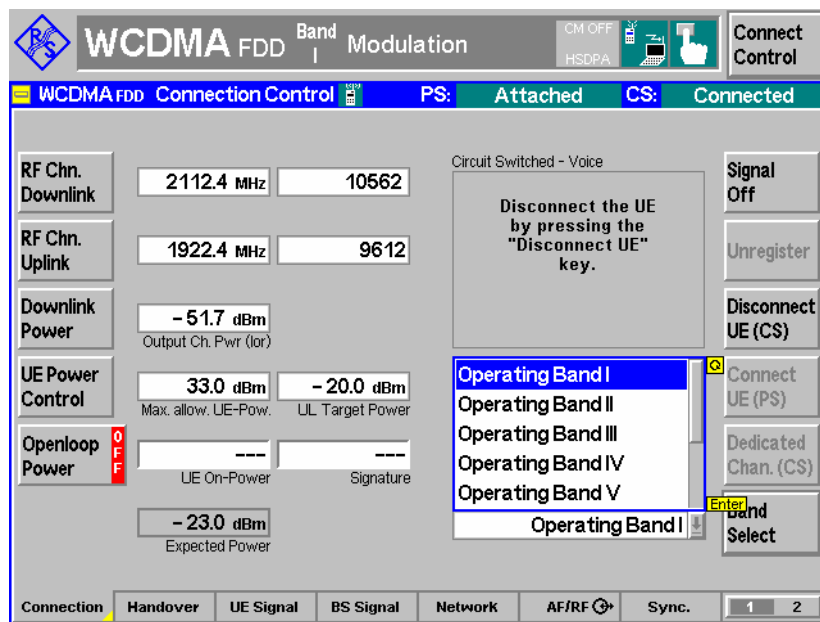 R&S
WCDMA FDD Band I Modulation
CM OFF
HSDPA
Connect
Control
WCDMA FDD Connection Control PS: Attached CS: Connected
RF Chn.
Downlink
2112.4 MHz 10562
Circuit Switched - Voice
Disconnect the UE
by pressing the
"Disconnect UE"
key.
Signal
Off
RF Chn.
Uplink
1922.4 MHz 9612
Unregister
Downlink
Power
- 51.7 dBm
Output Ch. Pwr (Ior)
Disconnect
UE (CS)
UE Power
Control
33.0 dBm - 20.0 dBm
Max. allow. UE-Pow. UL Target Power
Operating Band I
Operating Band II
Operating Band III
Operating Band IV
Operating Band V
Connect
UE (PS)
Openloop
Power
OFF
--- ---
UE On-Power Signature
Dedicated
Chan. (CS)
Enter
- 23.0 dBm
Expected Power
Operating Band I
Band
Select
Connection Handover UE Signal BS Signal Network AF/RF Sync. 1 2